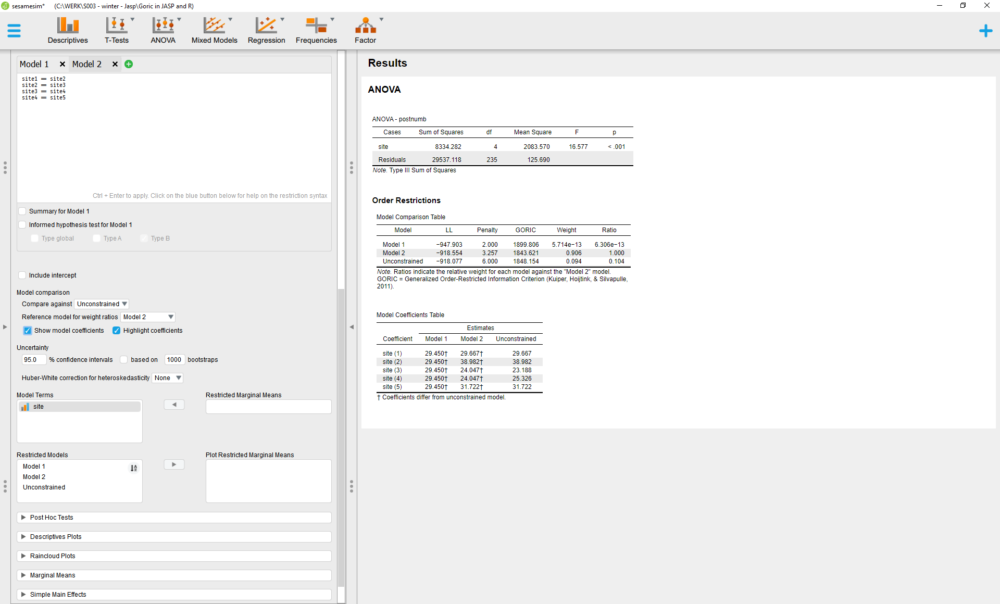 sesamesim* (C:\WERK\S003 - winter - Jasp\Goric in JASP and R)
Descriptives T-Tests ANOVA Mixed Models Regression Frequencies Factor
Model 1 Model 2
site1 == site2
site2 == site3
site3 == site4
site4 == site5
Ctrl + Enter to apply. Click on the blue button below for help on the restriction syntax
Summary for Model 1
Informed hypothesis test for Model 1
Type global Type A Type B
Include intercept
Model comparison
Compare against Unconstrained
Reference model for weight ratios Model 2
Show model coefficients Highlight coefficients
Uncertainty
95.0 % confidence intervals based on 1000 bootstraps
Huber-White correction for heteroskedasticity None
Model Terms Restricted Marginal Means
site
Restricted Models Plot Restricted Marginal Means
Model 1
Model 2
Unconstrained
Post Hoc Tests
Descriptives Plots
Raincloud Plots
Marginal Means
Simple Main Effects
Results
ANOVA
ANOVA - postnumb
Cases Sum of Squares df Mean Square F p
site 8334.282 4 2083.570 16.577 < .001
Residuals 29537.118 235 125.690
Note. Type III Sum of Squares
Order Restrictions
Model Comparison Table
Model LL Penalty GORIC Weight Ratio
Model 1 −947.903 2.000 1899.806 5.714e−13 6.306e−13
Model 2 −918.554 3.257 1843.621 0.906 1.000
Unconstrained −918.077 6.000 1848.154 0.094 0.104
Note. Ratios indicate the relative weight for each model against the "Model 2" model.
GORIC = Generalized Order-Restricted Information Criterion (Kuiper, Hoijtink, & Silvapulle,
2011).
Model Coefficients Table
Estimates
Coefficient Model 1 Model 2 Unconstrained
site (1) 29.450† 29.667† 29.667
site (2) 29.450† 38.982† 38.982
site (3) 29.450† 24.047† 23.188
site (4) 29.450† 24.047† 25.326
site (5) 29.450† 31.722† 31.722
† Coefficients differ from unconstrained model.